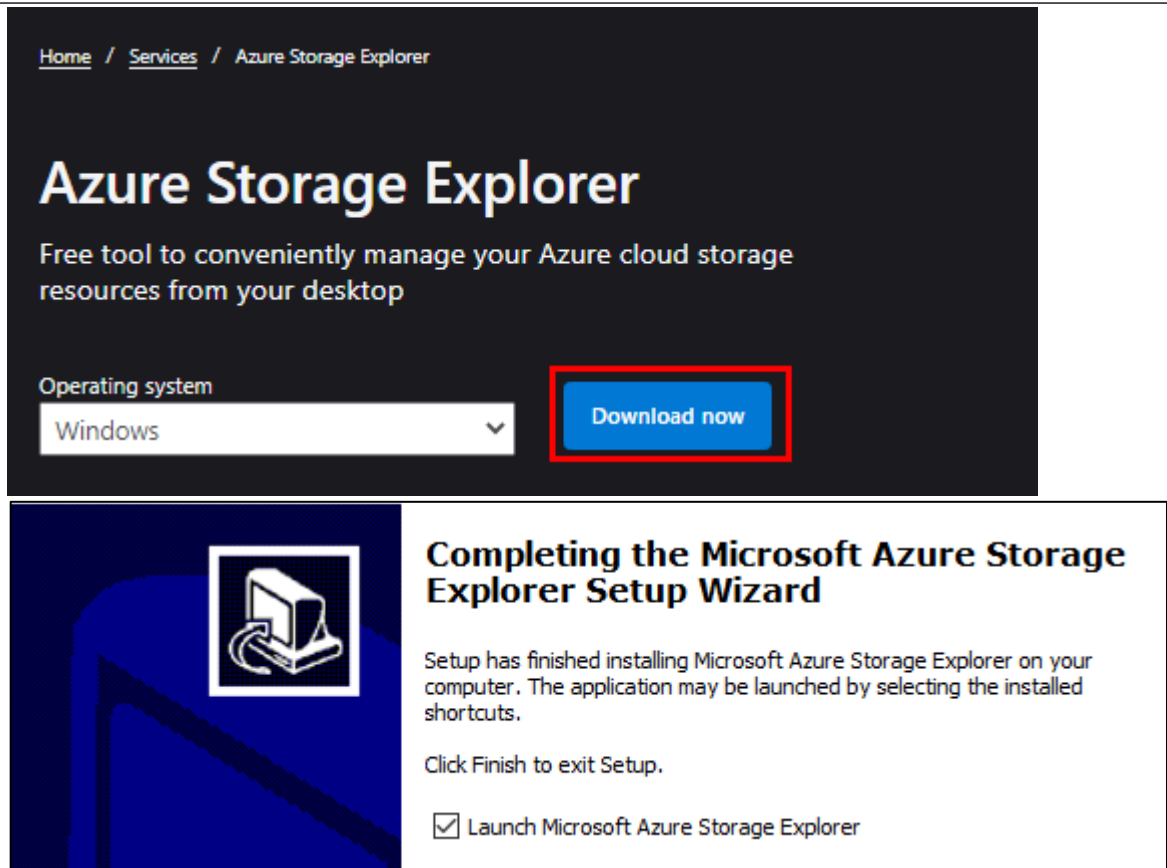 Home / Services / Azure Storage Explorer
Azure Storage Explorer
Free tool to conveniently manage your Azure cloud storage
resources from your desktop
Operating system
Windows
Download now
Completing the Microsoft Azure Storage
Explorer Setup Wizard
Setup has finished installing Microsoft Azure Storage Explorer on your
computer. The application may be launched by selecting the installed
shortcuts.
Click Finish to exit Setup.
Launch Microsoft Azure Storage Explorer